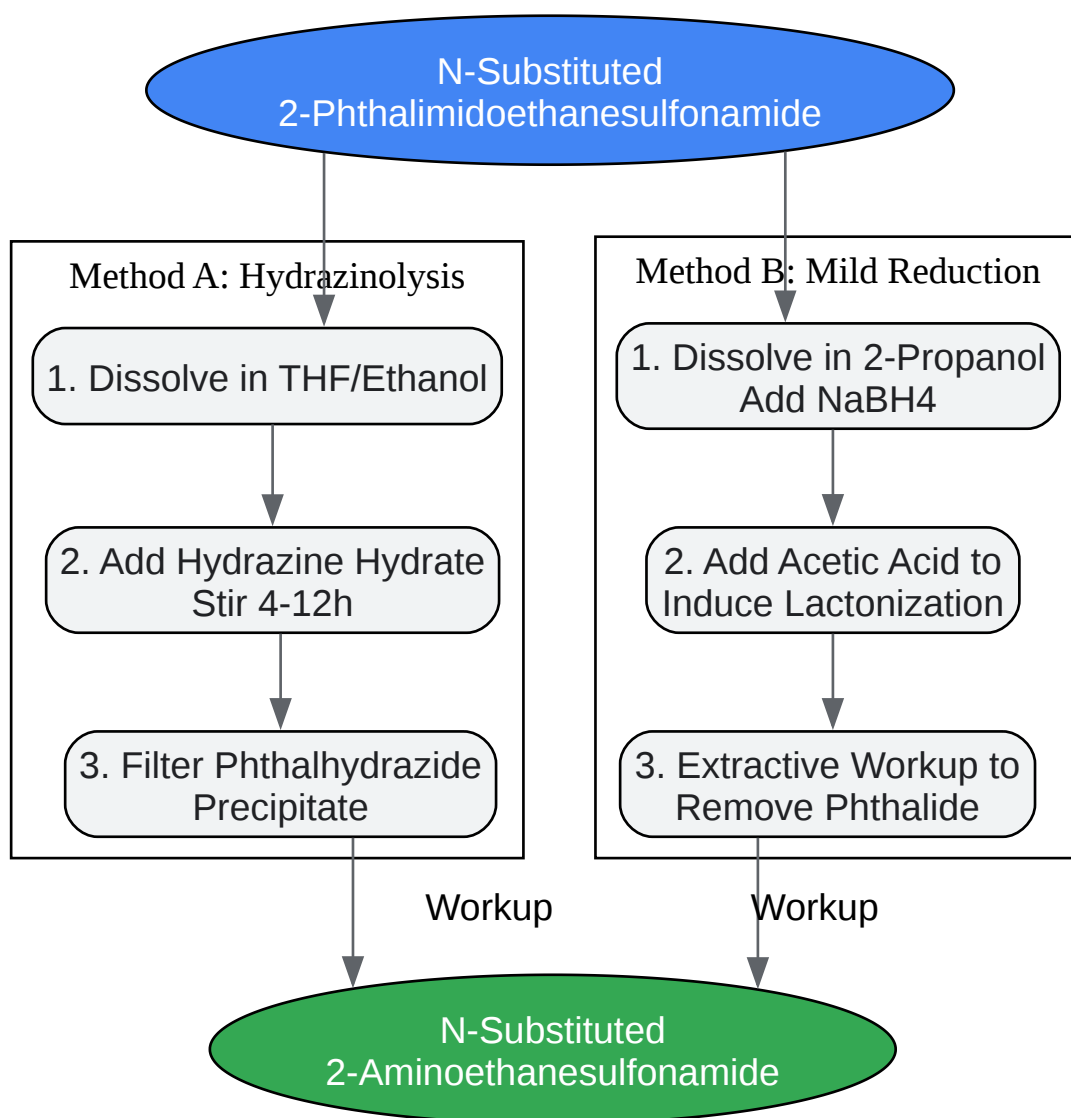 N-Substituted
2-Phthalimidoethanesulfonamide
Method A: Hydrazinolysis
1. Dissolve in THF/Ethanol
2. Add Hydrazine Hydrate
Stir 4-12h
3. Filter Phthalhydrazide
Precipitate
Workup
Method B: Mild Reduction
1. Dissolve in 2-Propanol
Add NaBH4
2. Add Acetic Acid to
Induce Lactonization
3. Extractive Workup to
Remove Phthalide
Workup
N-Substituted
2-Aminoethanesulfonamide